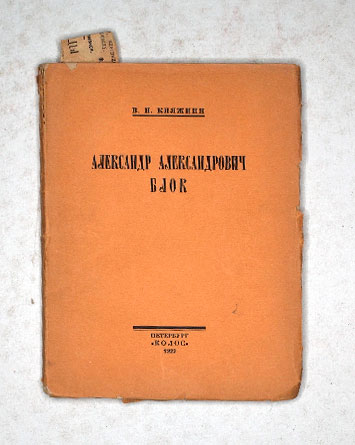 В. Н. КНЯЖНИН
АЛЕКСАНДР АЛЕКСАНДРОВИЧ
БЛОК
ПЕТЕРБУРГ
«КОЛОС»
1922